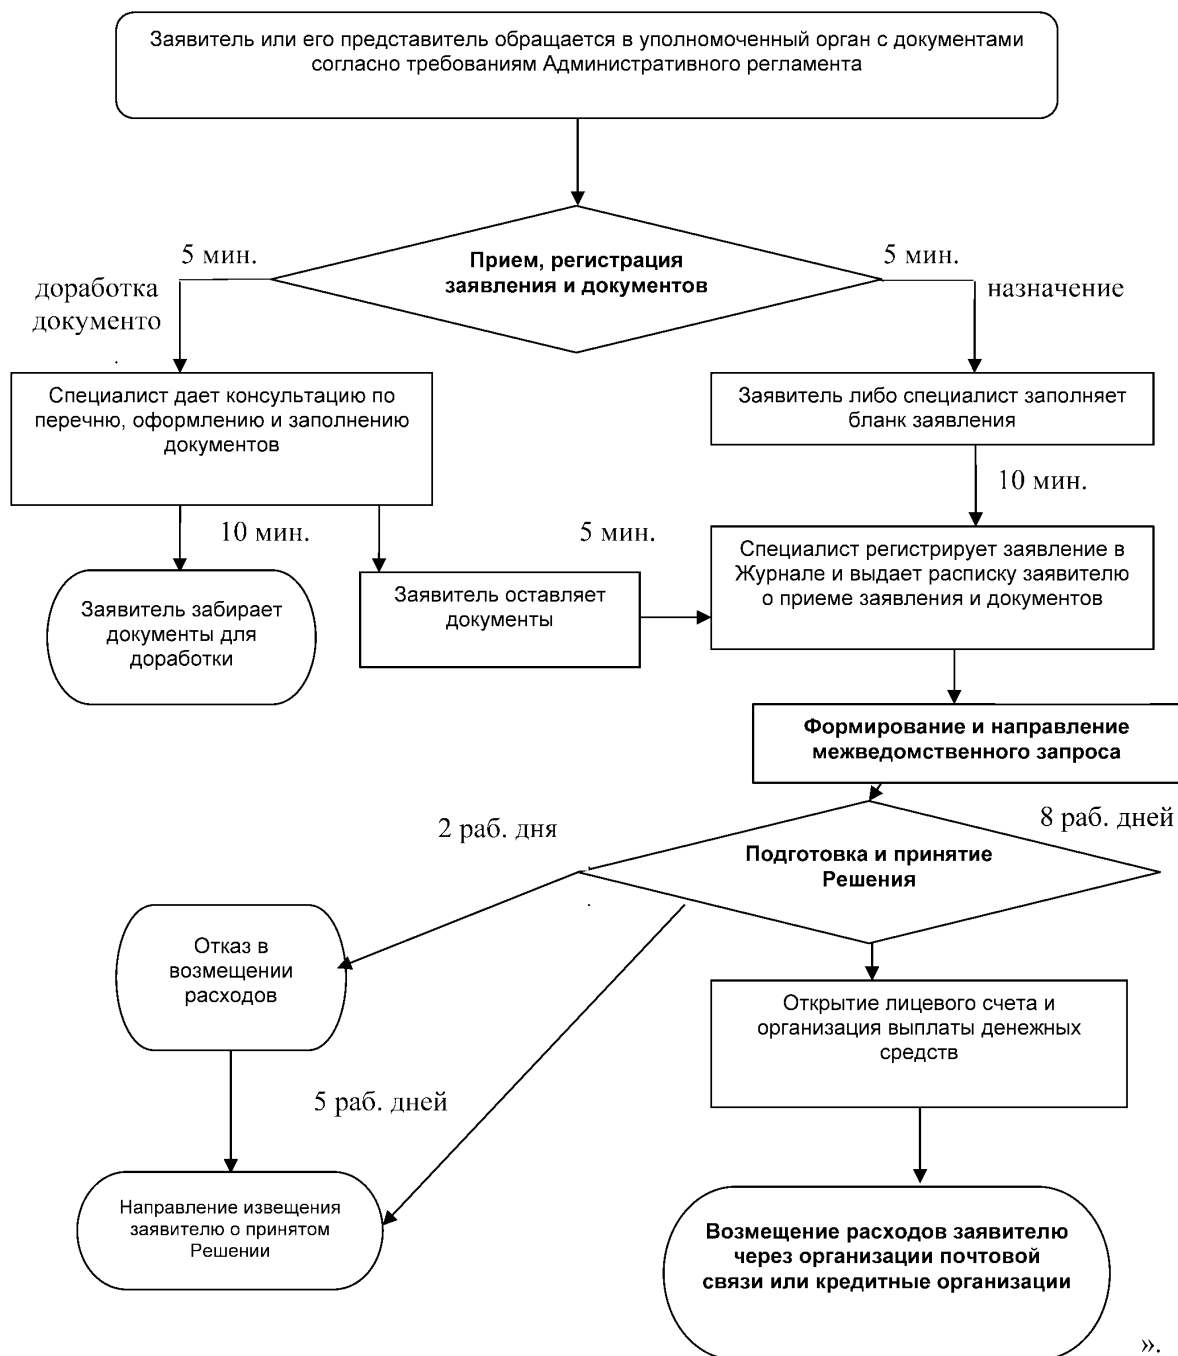 Заявитель или его представитель обращается в уполномоченный орган с документами
согласно требованиям Административного регламента
5 мин.
Прием, регистрация
заявления и документов
5 мин.
доработка
документо
назначение
Специалист дает консультацию по
перечню, оформлению и заполнению
документов
Заявитель либо специалист заполняет
бланк заявления
10 мин.
10 мин.
5 мин.
Специалист регистрирует заявление в
Журнале и выдает расписку заявителю
о приеме заявления и документов
Заявитель забирает
документы для
доработки
Заявитель оставляет
документы
Формирование и направление
межведомственного запроса
2 раб. дня
8 раб. дней
Подготовка и принятие
Решения
Отказ в
возмещении
расходов
Открытие лицевого счета и
организация выплаты денежных
средств
5 раб. дней
Направление извещения
заявителю о принятом
Решении
Возмещение расходов заявителю
через организации почтовой
связи или кредитные организации
».